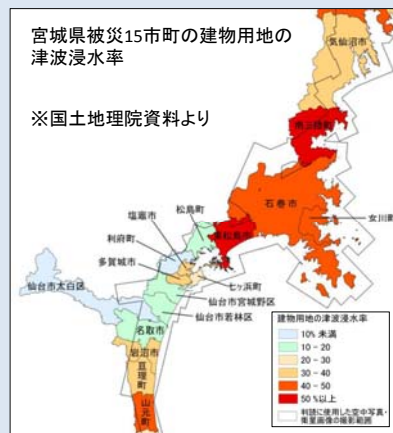 宮城県被災15市町の建物用地の
津波浸水率
※国土地理院資料より
気仙沼市
南三陸町
石巻市
女川町
松島町
東松島市
塩竈市
利府町
多賀城市
七ヶ浜町
仙台市太白区
仙台市宮城野区
仙台市若林区
名取市
岩沼市
亘理町
山元町
建物用地の津波浸水率
10% 未満
10 - 20
20 - 30
30 - 40
40 - 50
50 %以上
判読に使用した空中写真・
衛星画像の撮影範囲